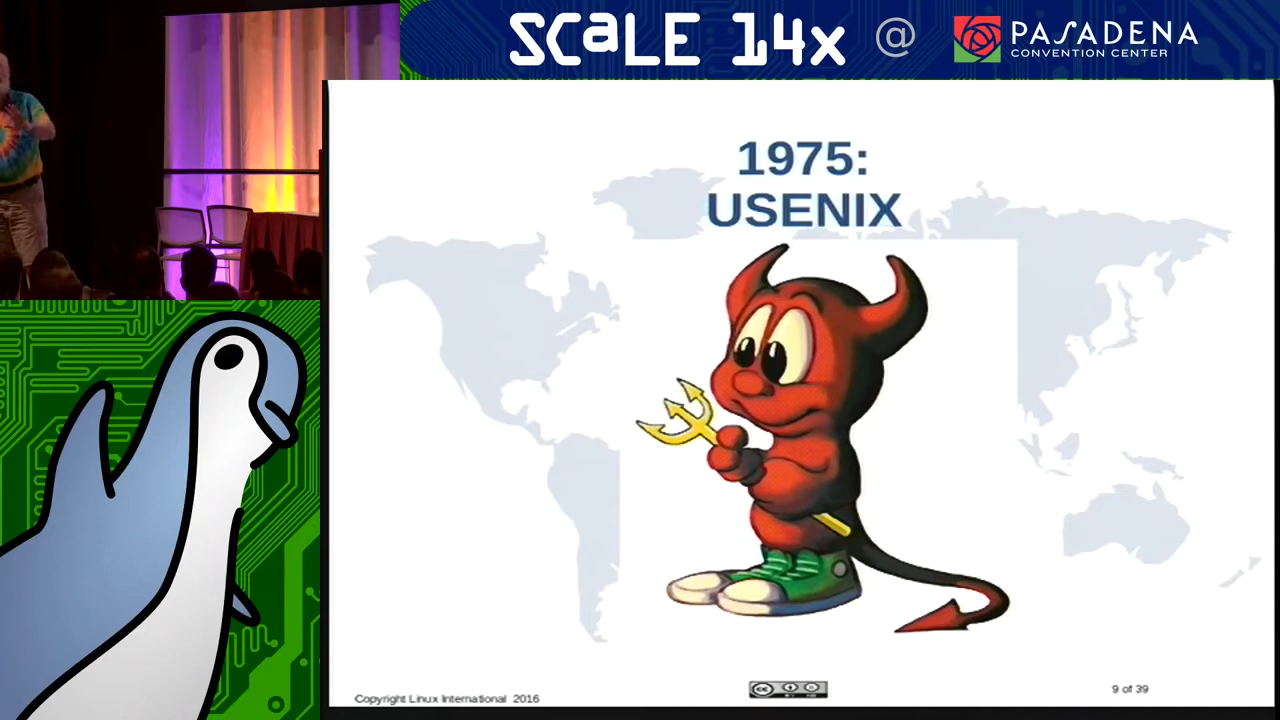 SCaLE 14x @ PASADENA
CONVENTION CENTER
1975:
USENIX
Copyright Linux International 2016
9 of 39